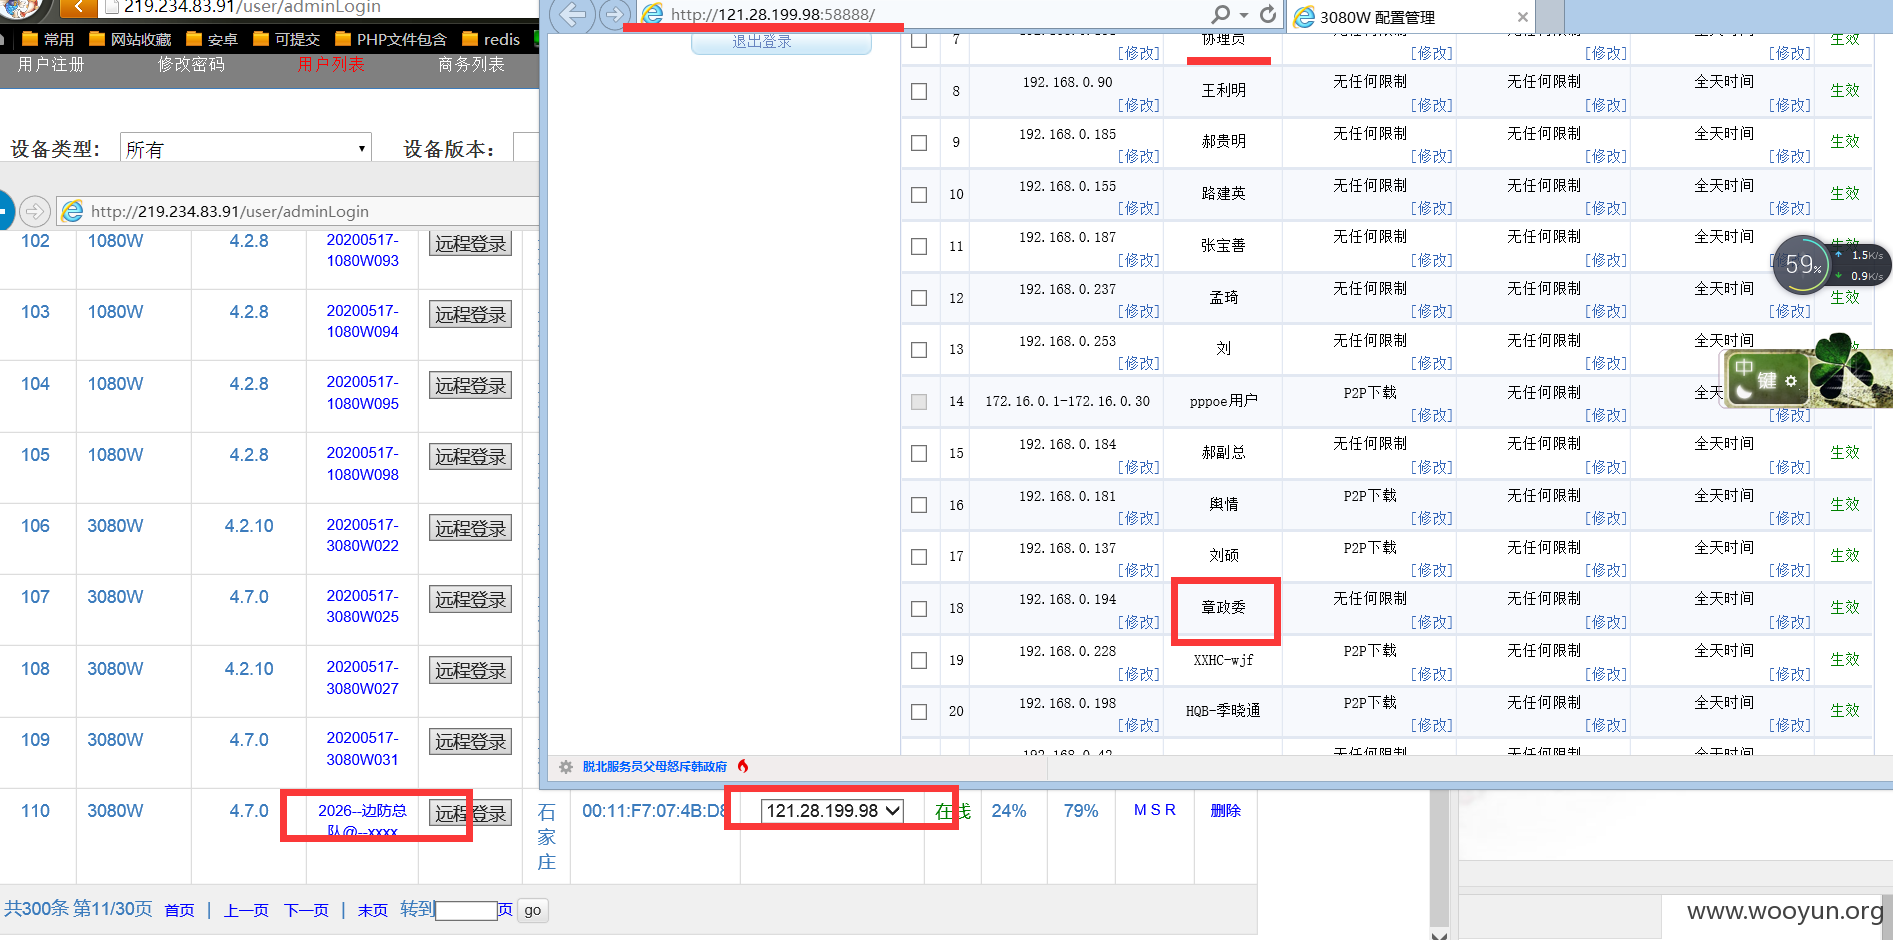 219.234.83.91/user/adminLogin
常用 网站收藏 安卓 可提交 PHP文件包含 redis
用户注册 修改密码 用户列表 商务列表
设备类型： 所有 设备版本：
http://219.234.83.91/user/adminLogin
102 1080W 4.2.8 20200517-1080W093 远程登录
103 1080W 4.2.8 20200517-1080W094 远程登录
104 1080W 4.2.8 20200517-1080W095 远程登录
105 1080W 4.2.8 20200517-1080W098 远程登录
106 3080W 4.2.10 20200517-3080W022 远程登录
107 3080W 4.7.0 20200517-3080W025 远程登录
108 3080W 4.2.10 20200517-3080W027 远程登录
109 3080W 4.7.0 20200517-3080W031 远程登录
110 3080W 4.7.0 2026--边防总队@--xxxx 远程登录 石家庄 00:11:F7:07:4B:D8 121.28.199.98 在线 24% 79% M S R 删除
共300条 第11/30页 首页 | 上一页 下一页 | 末页 转到 页 go
http://121.28.199.98:58888/
3080W 配置管理
退出登录
7 协理员 [修改] [修改] [修改] [修改] 生效
8 192.168.0.90 [修改] 王利明 无任何限制 [修改] 无任何限制 [修改] 全天时间 [修改] 生效
9 192.168.0.185 [修改] 郝贵明 无任何限制 [修改] 无任何限制 [修改] 全天时间 [修改] 生效
10 192.168.0.155 [修改] 路建英 无任何限制 [修改] 无任何限制 [修改] 全天时间 [修改] 生效
11 192.168.0.187 [修改] 张宝善 无任何限制 [修改] 无任何限制 [修改] 全天时间
12 192.168.0.237 [修改] 孟琦 无任何限制 [修改] 无任何限制 [修改] 全天时间 [修改] 生效
13 192.168.0.253 [修改] 刘 无任何限制 [修改] 无任何限制 [修改] 全天时间
14 172.16.0.1-172.16.0.30 pppoe用户 P2P下载 [修改] 无任何限制 [修改] 全天 [修改]
15 192.168.0.184 [修改] 郝副总 无任何限制 [修改] 无任何限制 [修改] 全天时间 [修改] 生效
16 192.168.0.181 [修改] 舆情 P2P下载 [修改] 无任何限制 [修改] 全天时间 [修改] 生效
17 192.168.0.137 [修改] 刘硕 P2P下载 [修改] 无任何限制 [修改] 全天时间 [修改] 生效
18 192.168.0.194 [修改] 章政委 无任何限制 [修改] 无任何限制 [修改] 全天时间 [修改] 生效
19 192.168.0.228 [修改] XXHC-wjf P2P下载 [修改] 无任何限制 [修改] 全天时间 [修改] 生效
20 192.168.0.198 [修改] HQB-季晓通 P2P下载 [修改] 无任何限制 [修改] 全天时间 [修改] 生效
192.168.0.42 无任何限制 无任何限制 全天时间
59% 1.5K/s 0.9K/s
中 键
脱北服务员父母怒斥韩政府
www.wooyun.org